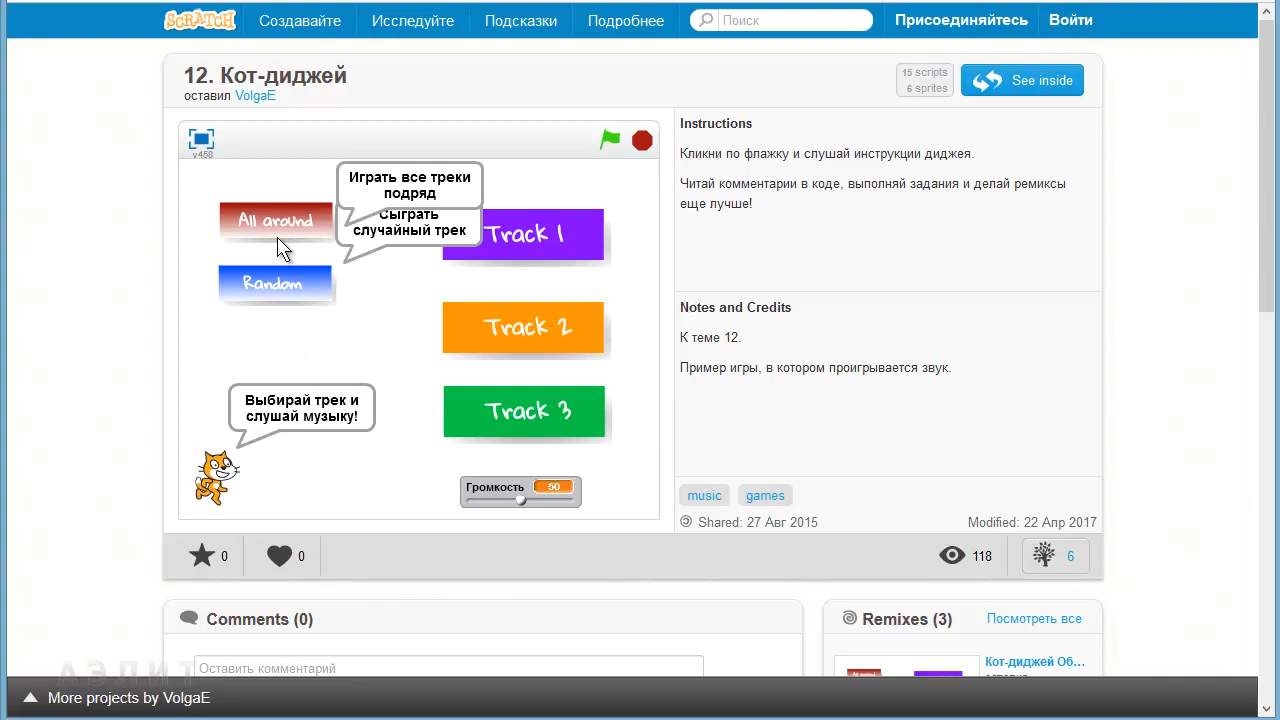 SCRATCH Создавайте Исследуйте Подсказки Подробнее Поиск Присоединяйтесь Войти
12. Кот-диджей
оставил VolgaE
15 scripts
6 sprites
See inside
v458
Играть все треки
подряд
Сыграть
случайный трек
All around
Random
Track 1
Track 2
Track 3
Выбирай трек и
слушай музыку!
Громкость 50
Instructions
Кликни по флажку и слушай инструкции диджея.
Читай комментарии в коде, выполняй задания и делай ремиксы
еще лучше!
Notes and Credits
К теме 12.
Пример игры, в котором проигрывается звук.
music games
Shared: 27 Авг 2015 Modified: 22 Апр 2017
0 0 118 6
Comments (0)
Оставить комментарий
Remixes (3) Посмотреть все
Кот-диджей Об...
АЭЛИТ
More projects by VolgaE